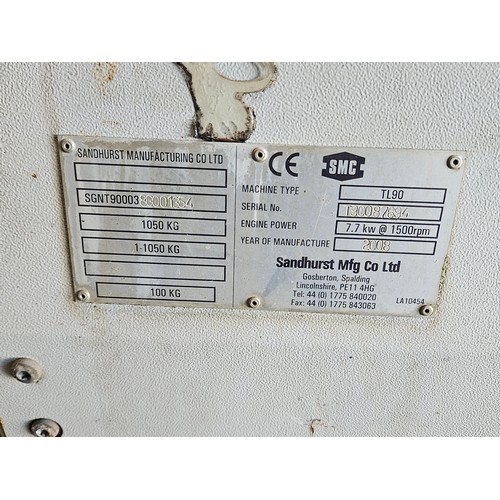 SANDHURST MANUFACTURING CO LTD
SGNT90003
1050 KG
1-1050 KG
100 KG
CE SMC
MACHINE TYPE TL90
SERIAL No.
ENGINE POWER 7.7 kw @ 1500rpm
YEAR OF MANUFACTURE 2008
Sandhurst Mfg Co Ltd
Gosberton, Spalding
Lincolnshire, PE11 4HG
Tel: 44 (0) 1775 840020
Fax: 44 (0) 1775 843063
LA10454